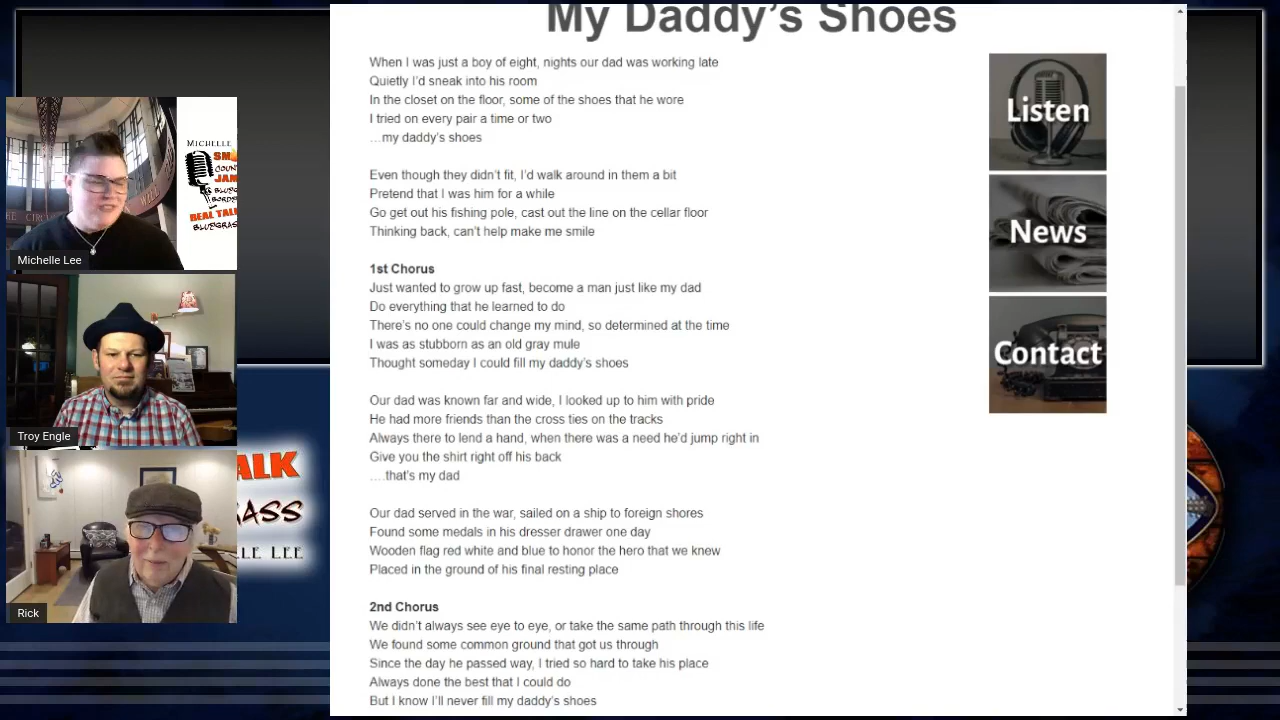 My Daddy's Shoes
When I was just a boy of eight, nights our dad was working late
Quietly I'd sneak into his room
In the closet on the floor, some of the shoes that he wore
I tried on every pair a time or two
…my daddy's shoes
Even though they didn't fit, I'd walk around in them a bit
Pretend that I was him for a while
Go get out his fishing pole, cast out the line on the cellar floor
Thinking back, can't help make me smile
1st Chorus
Just wanted to grow up fast, become a man just like my dad
Do everything that he learned to do
There's no one could change my mind, so determined at the time
I was as stubborn as an old gray mule
Thought someday I could fill my daddy's shoes
Our dad was known far and wide, I looked up to him with pride
He had more friends than the cross ties on the tracks
Always there to lend a hand, when there was a need he'd jump right in
Give you the shirt right off his back
….that's my dad
Our dad served in the war, sailed on a ship to foreign shores
Found some medals in his dresser drawer one day
Wooden flag red white and blue to honor the hero that we knew
Placed in the ground of his final resting place
2nd Chorus
We didn't always see eye to eye, or take the same path through this life
We found some common ground that got us through
Since the day he passed way, I tried so hard to take his place
Always done the best that I could do
But I know I'll never fill my daddy's shoes
Listen
News
Contact
MICHELLE
SM
COUN
JAM
BLUEG
BORDE
REAL TALK
BLUEGRASS
Michelle Lee
Troy Engle
ALK
RASS
LLE LEE
Rick